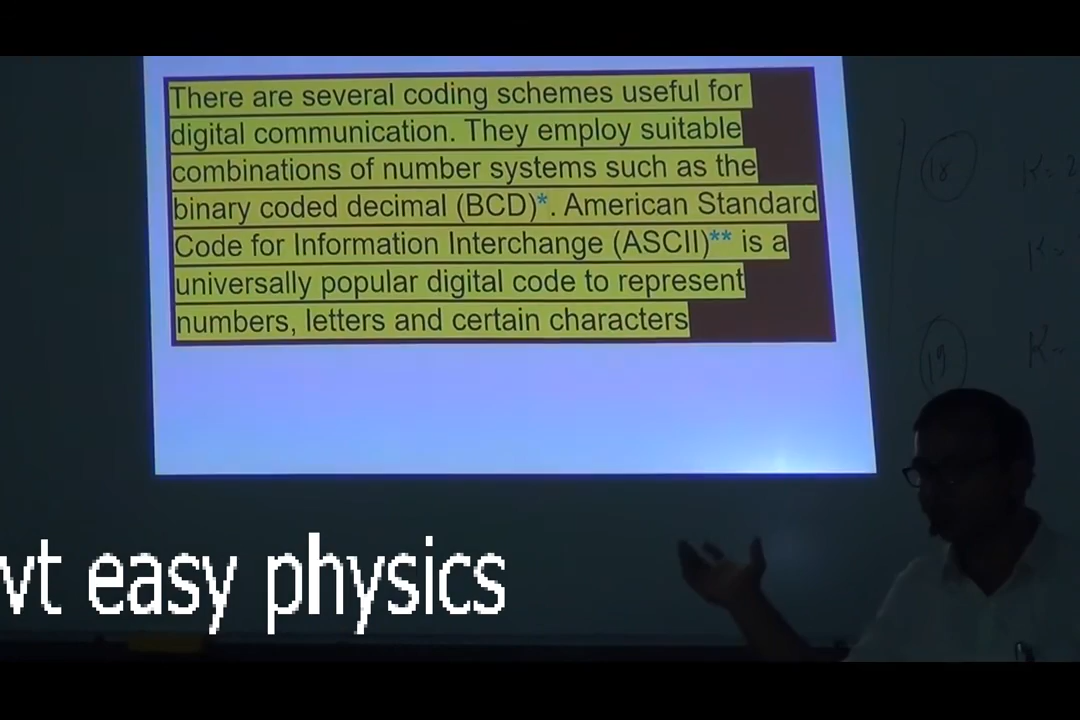 There are several coding schemes useful for
digital communication. They employ suitable
combinations of number systems such as the
binary coded decimal (BCD)*. American Standard
Code for Information Interchange (ASCII)** is a
universally popular digital code to represent
numbers, letters and certain characters
18
K=
K=
19
K=
vt easy physics